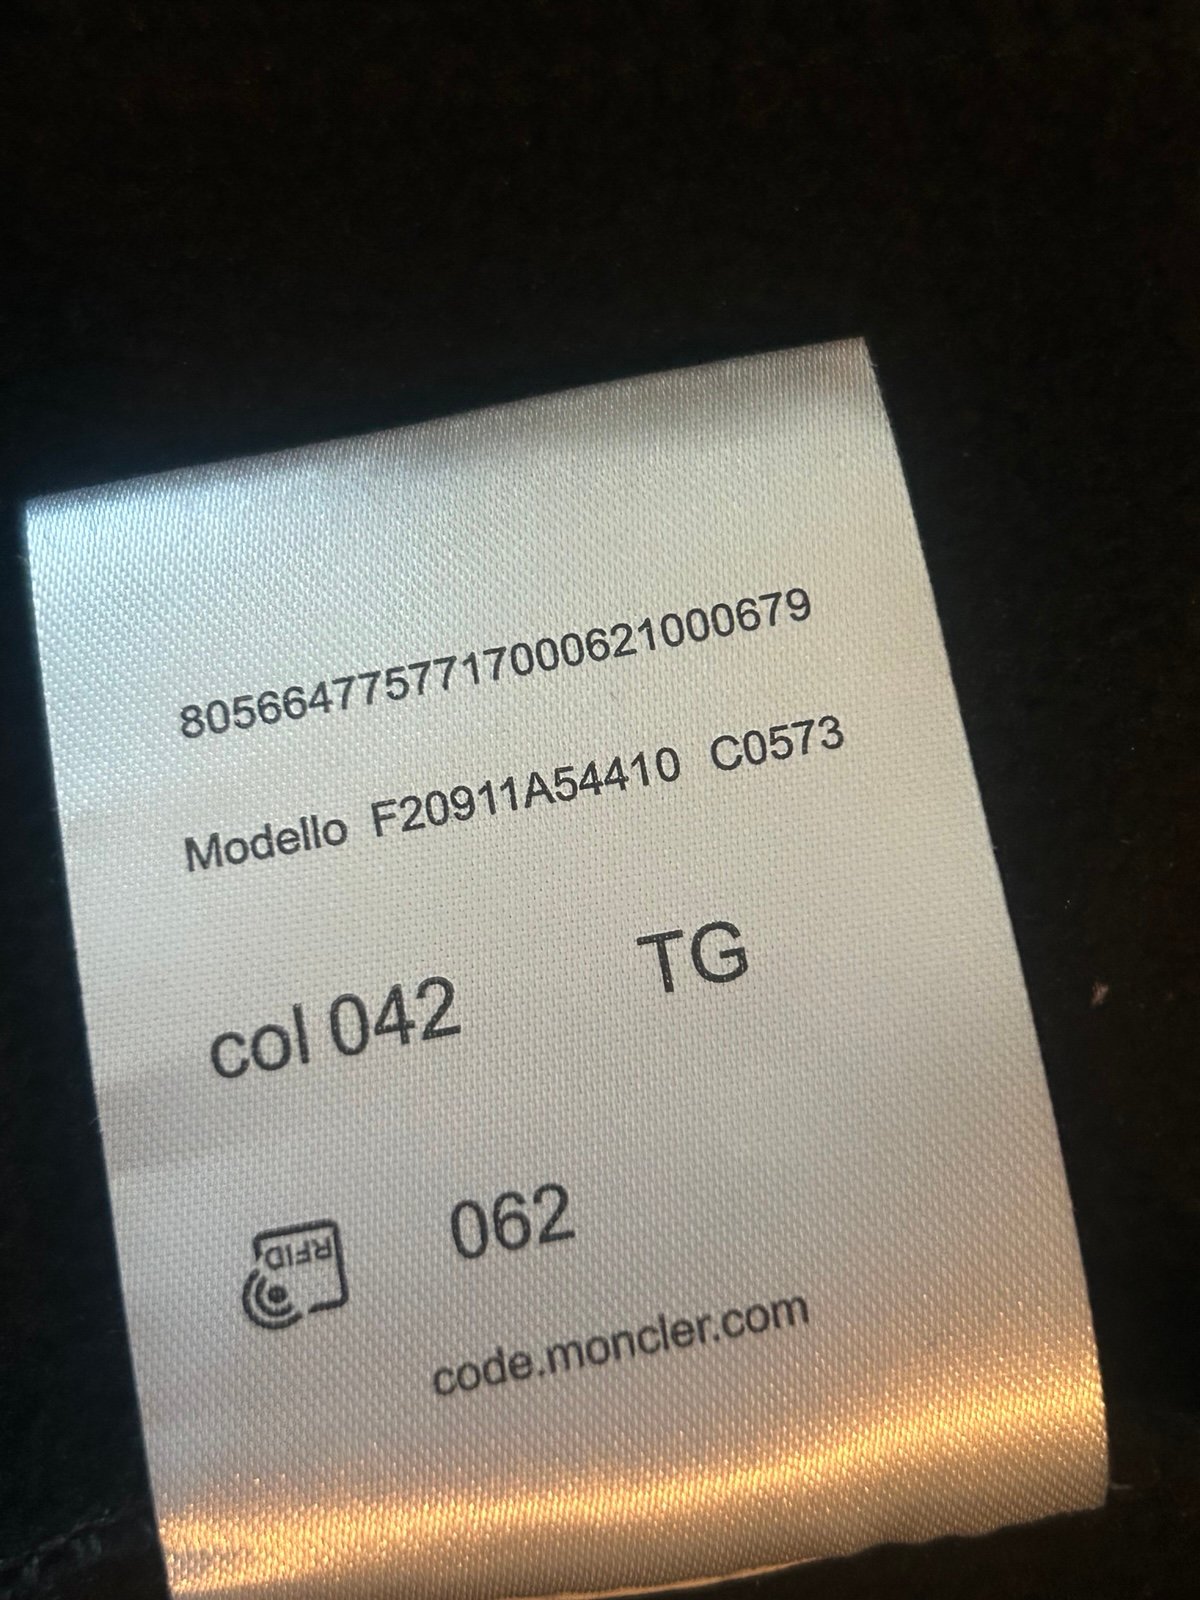 8056647757717000621000679
Modello F20911A54410 C0573
col 042 TG
RFID 062
code.moncler.com